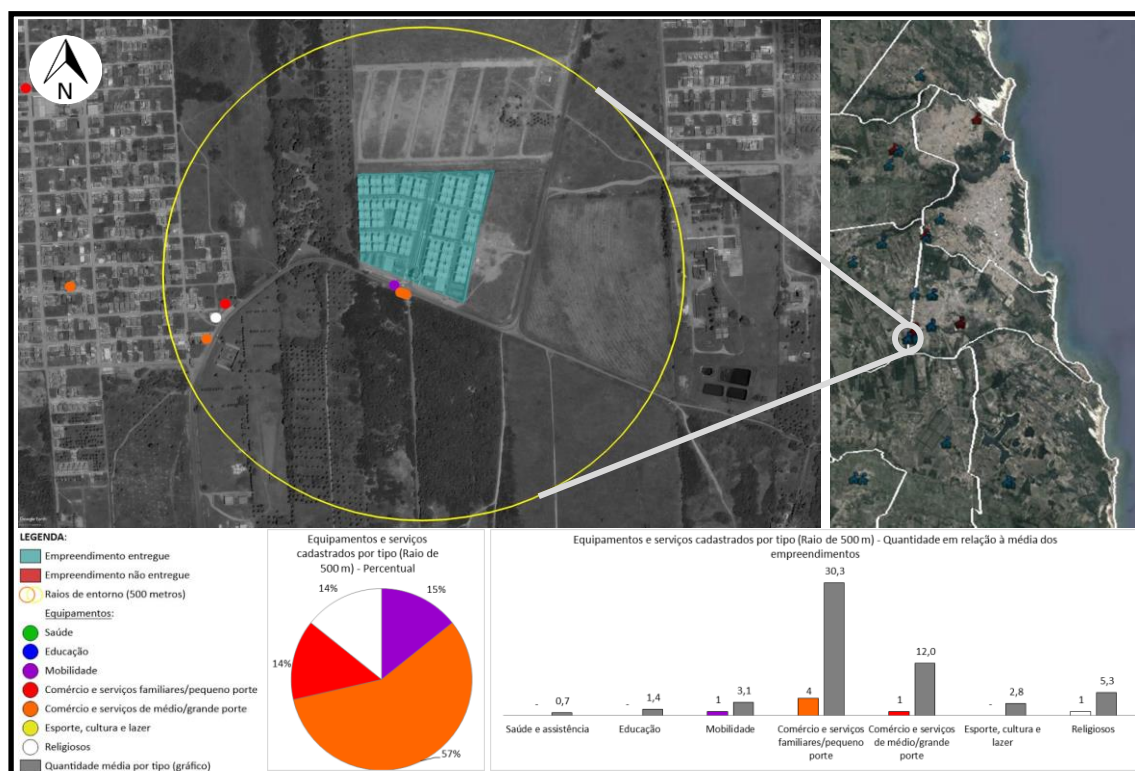 N
Google Earth
LEGENDA:
Empreendimento entregue
Empreendimento não entregue
Raios de entorno (500 metros)
Equipamentos:
Saúde
Educação
Mobilidade
Comércio e serviços familiares/pequeno porte
Comércio e serviços de médio/grande porte
Esporte, cultura e lazer
Religiosos
Quantidade média por tipo (gráfico)
Equipamentos e serviços
cadastrados por tipo (Raio de
500 m) - Percentual
14%
15%
14%
57%
Equipamentos e serviços cadastrados por tipo (Raio de 500 m) - Quantidade em relação à média dos
empreendimentos
- 0,7
- 1,4
1 3,1
4 30,3
1 12,0
- 2,8
1 5,3
Saúde e assistência
Educação
Mobilidade
Comércio e serviços
familiares/pequeno
porte
Comércio e serviços
de médio/grande
porte
Esporte, cultura e
lazer
Religiosos